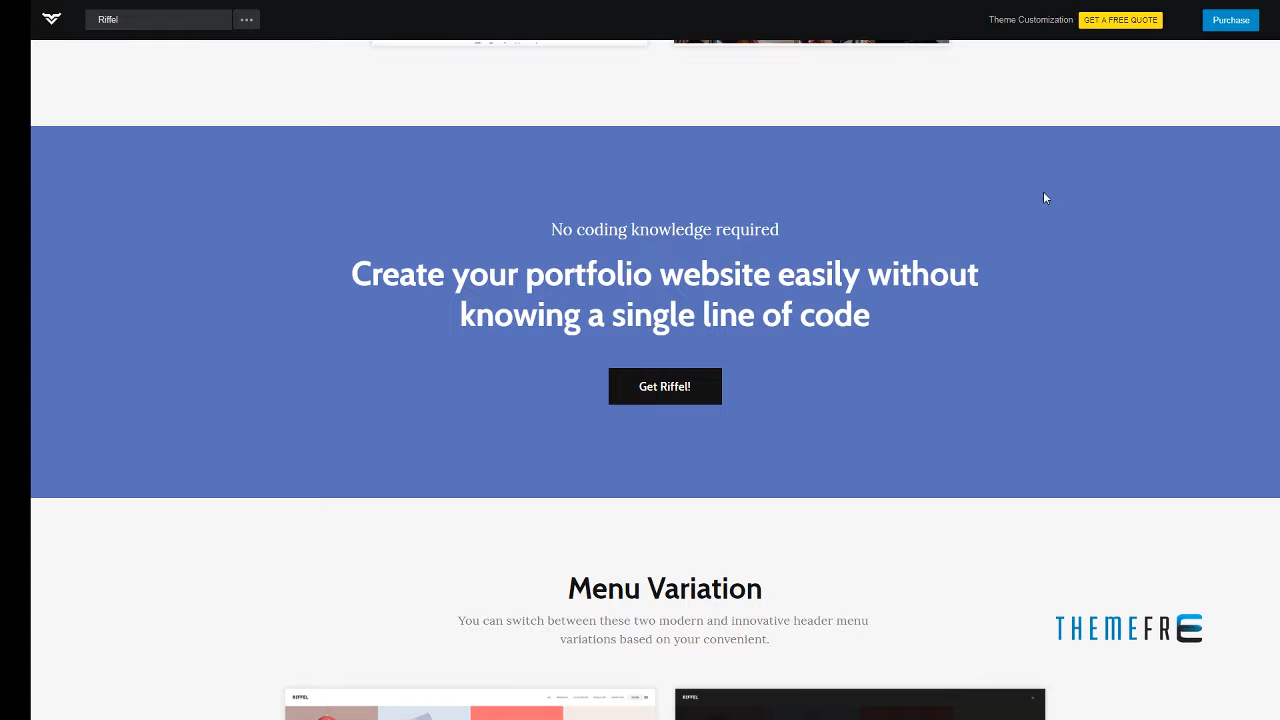 Riffel
Theme Customization
GET A FREE QUOTE
Purchase
No coding knowledge required
Create your portfolio website easily without
knowing a single line of code
Get Riffel!
Menu Variation
You can switch between these two modern and innovative header menu
variations based on your convenient.
THEMEFRE
RIFFEL
RIFFEL